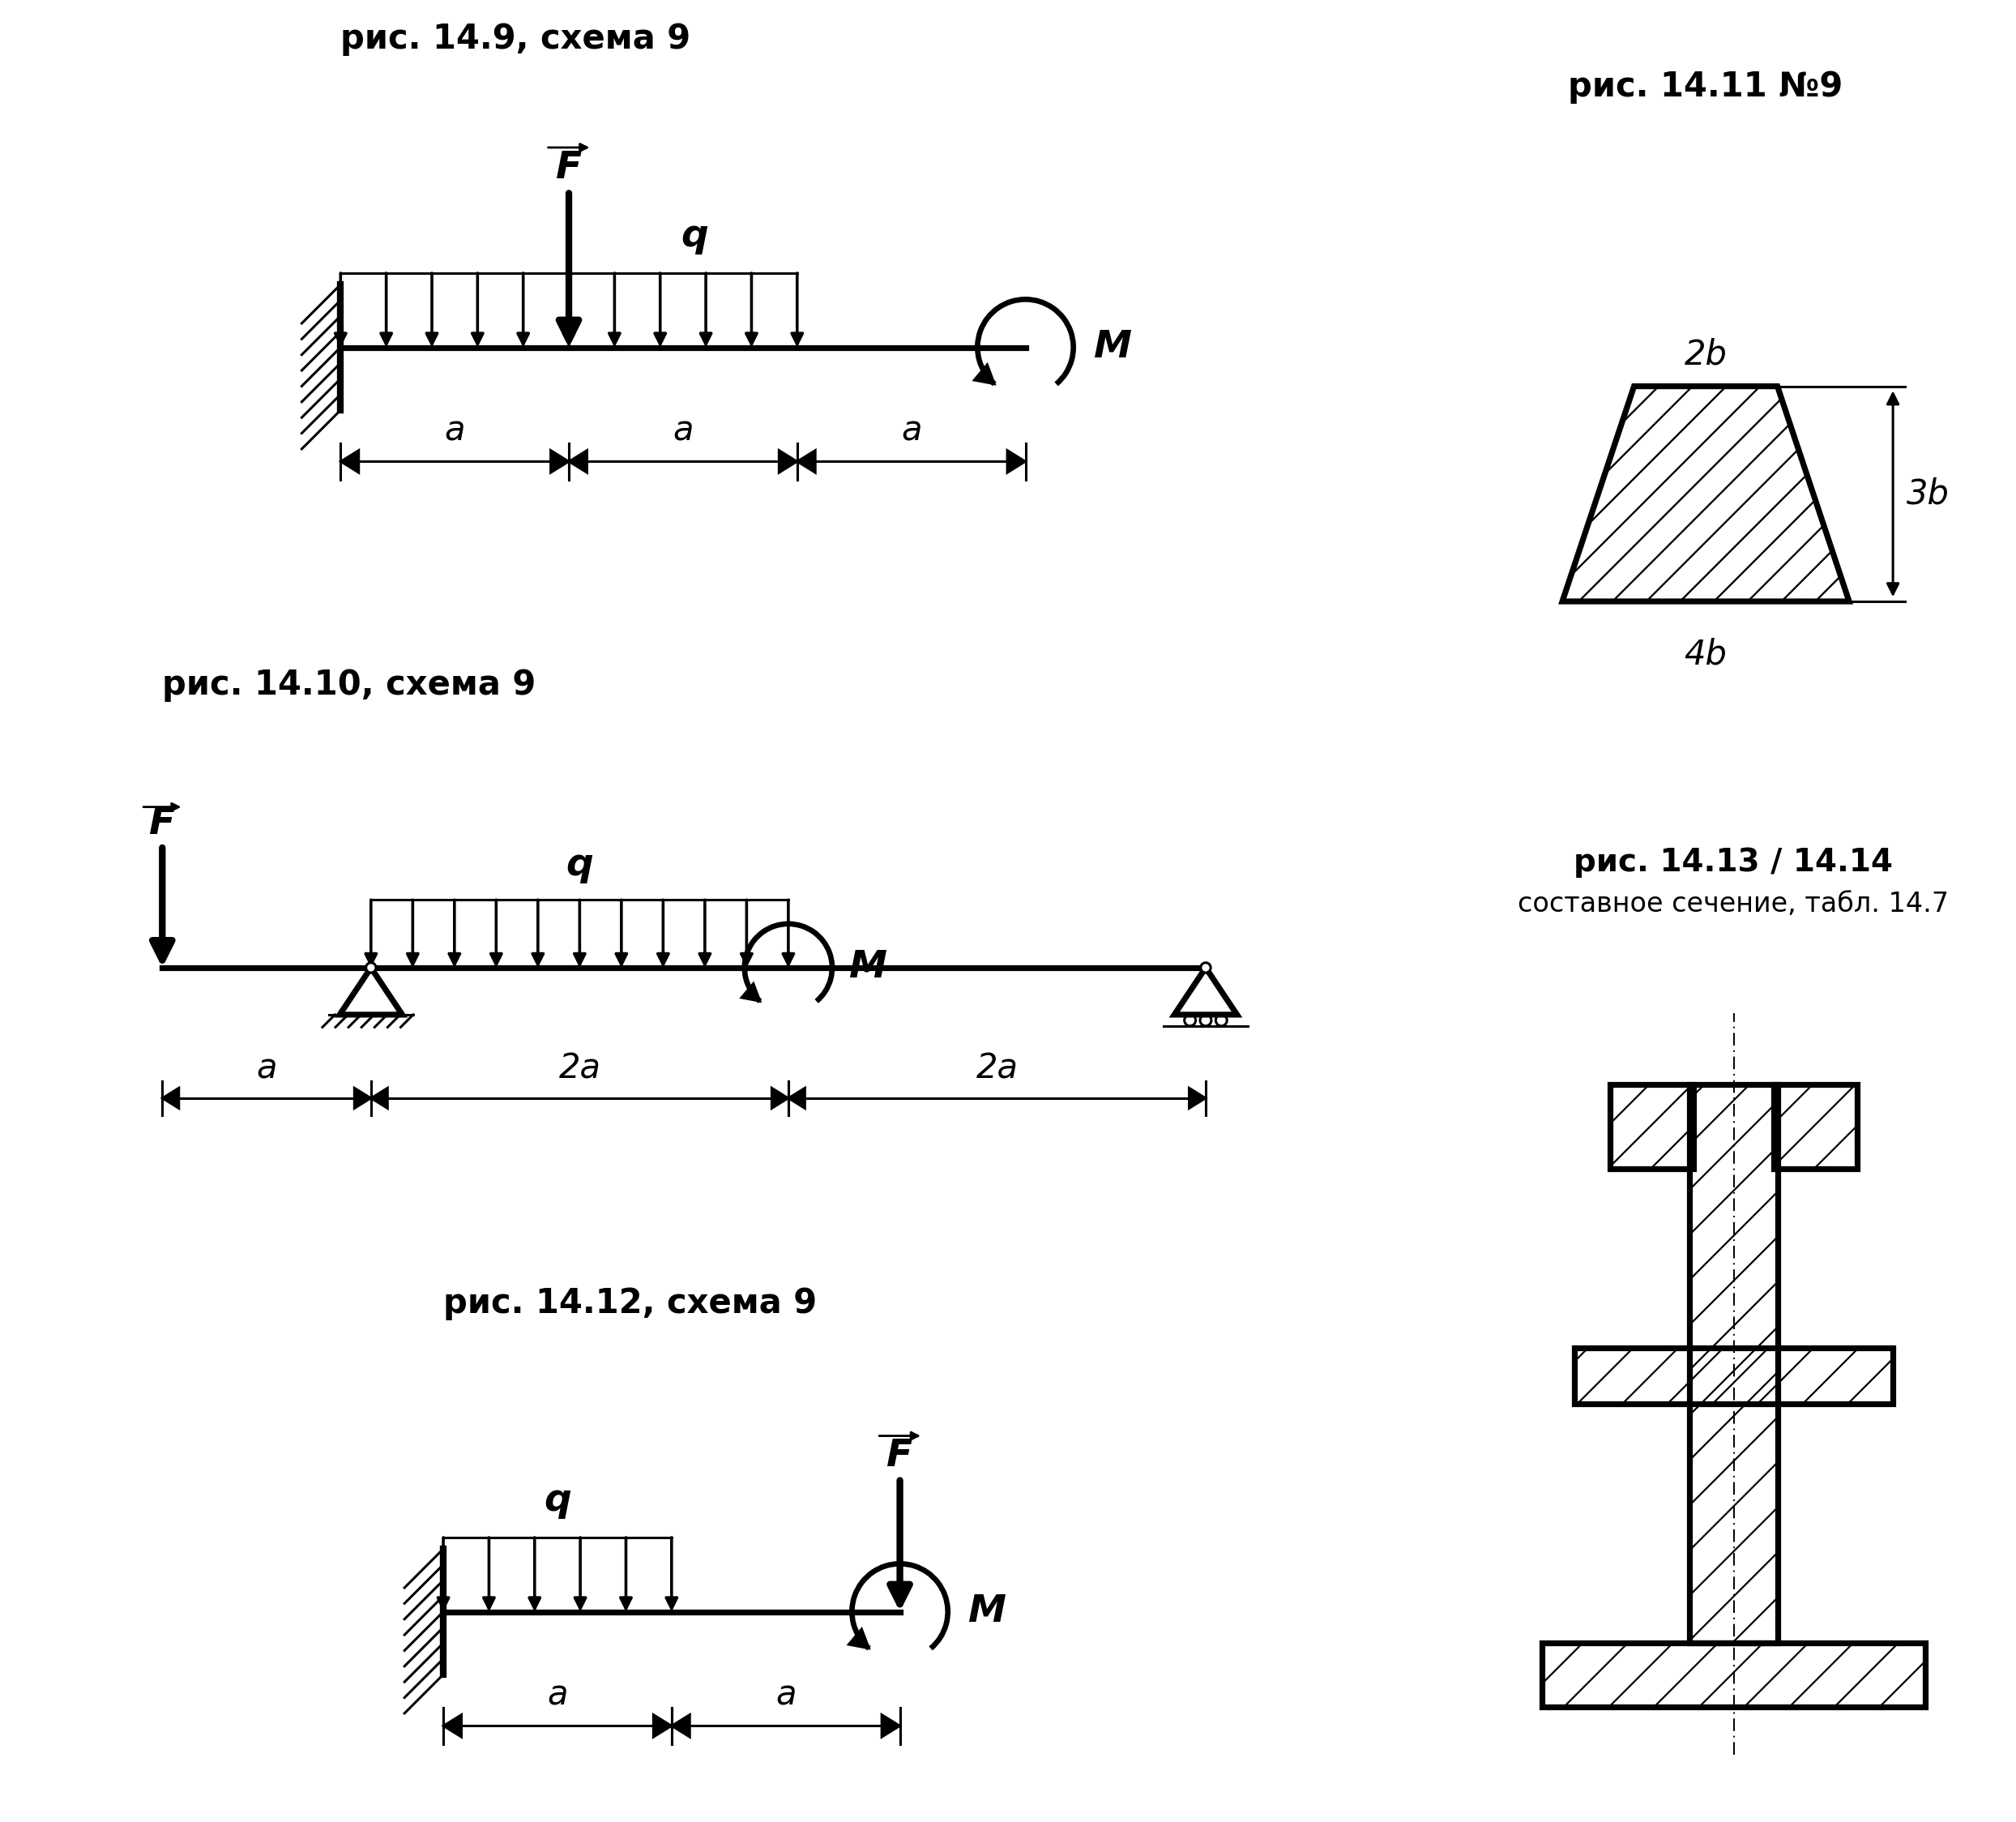 рис. 14.9, схема 9
F
q
M
a a a
рис. 14.11 №9
2b
3b
4b
рис. 14.10, схема 9
F
q
M
a 2a 2a
рис. 14.13 / 14.14
составное сечение, табл. 14.7
рис. 14.12, схема 9
F
q
M
a a